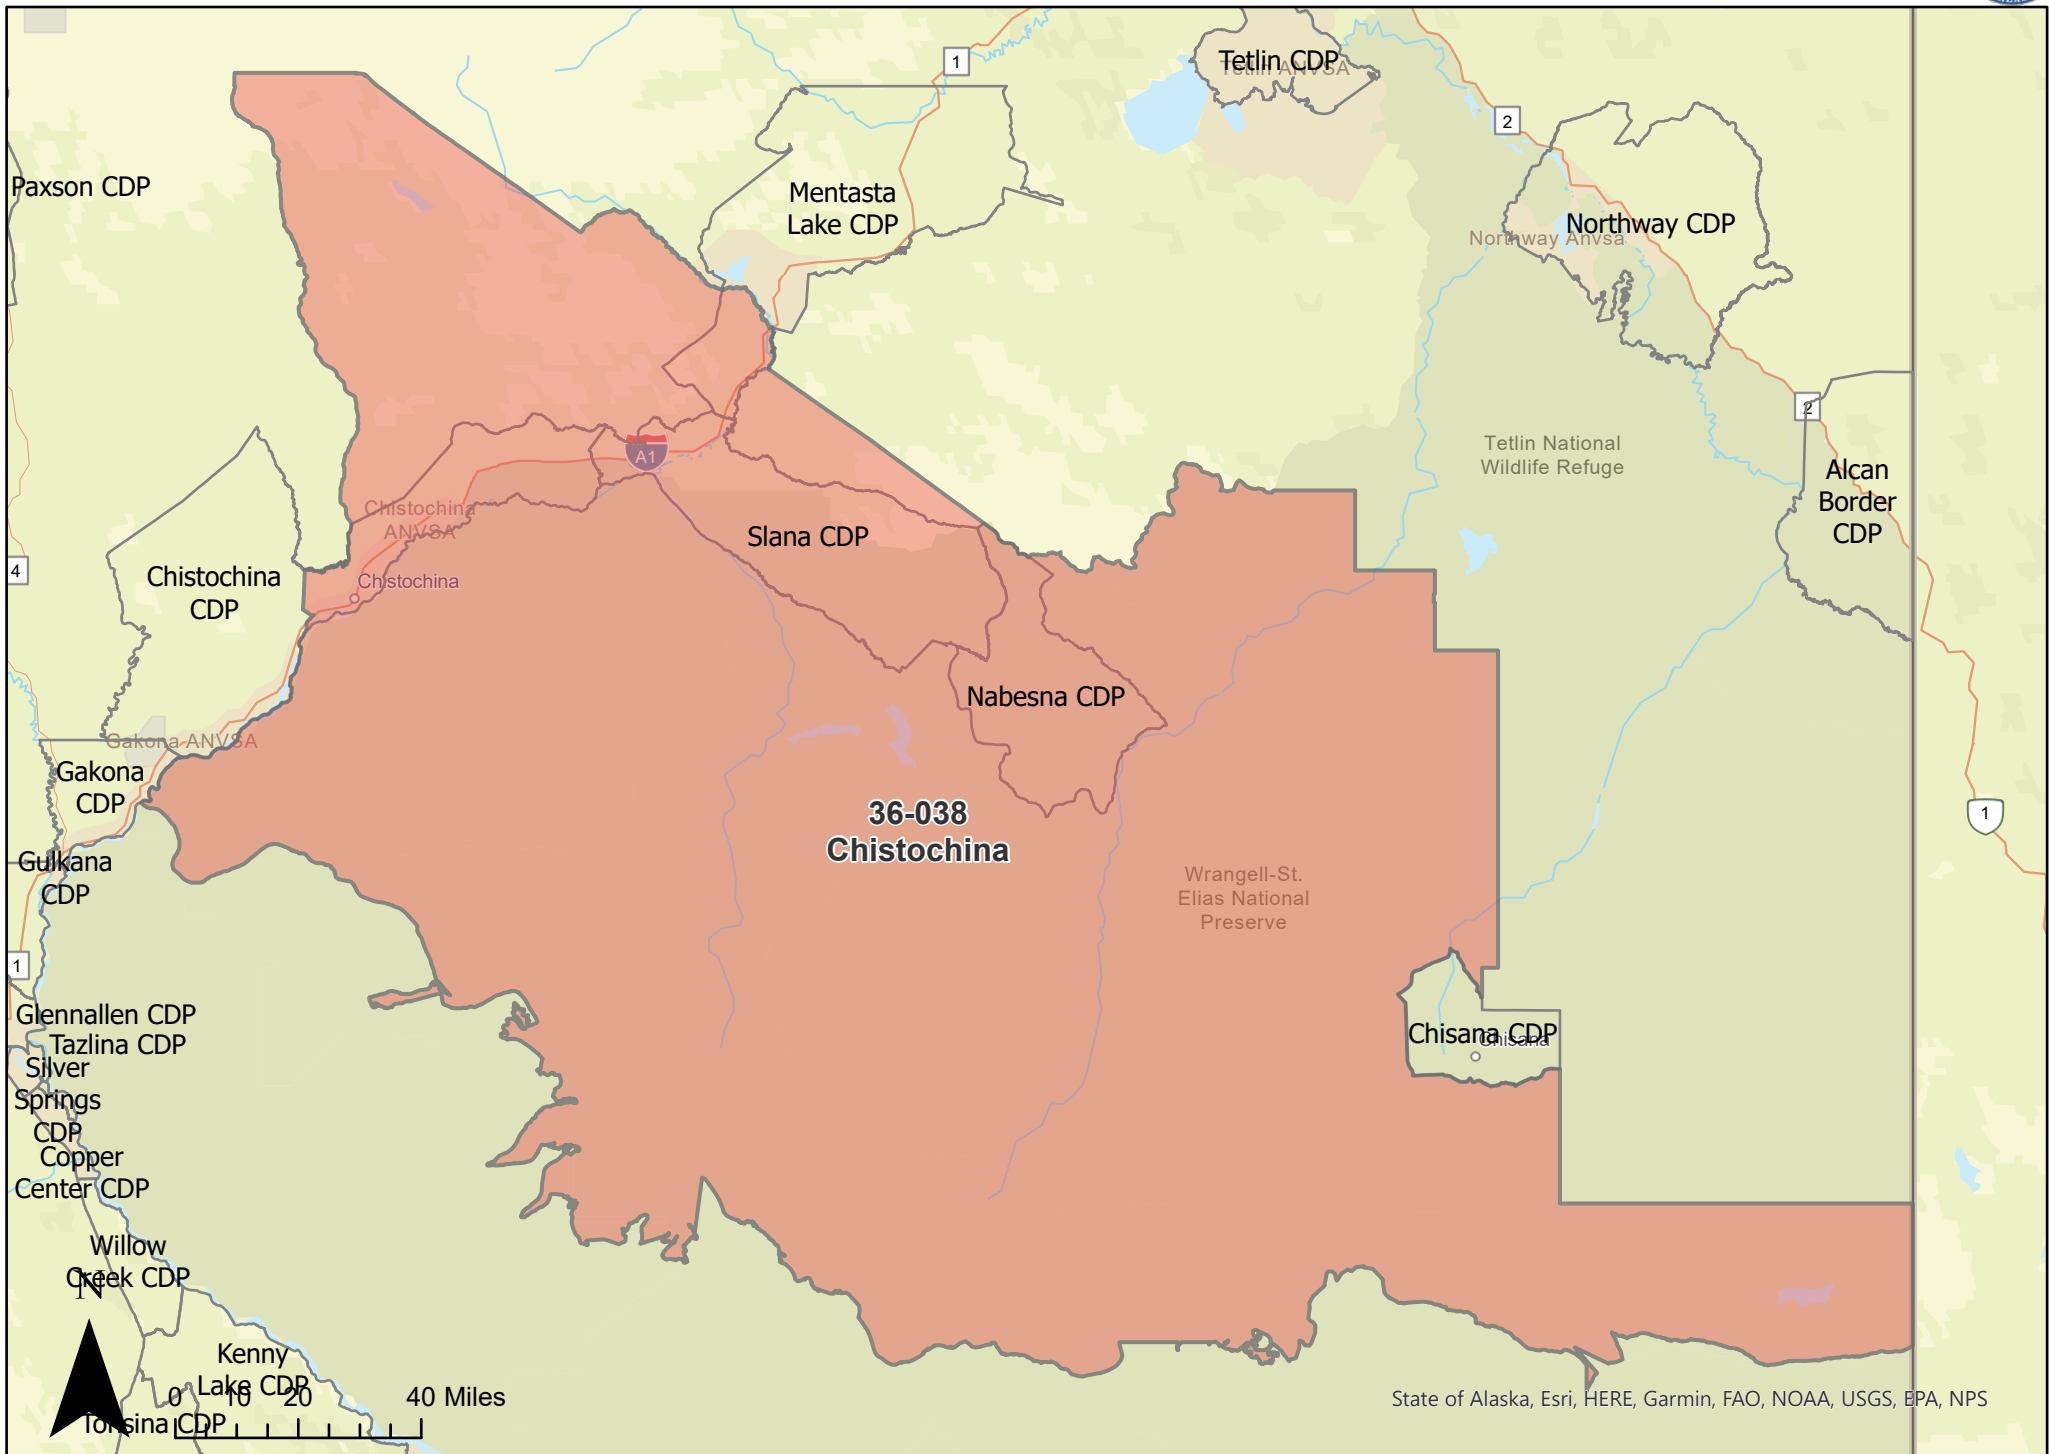 Tetlin CDP
Tetlin ANVSA
1
2
Paxson CDP
Mentasta
Lake CDP
Northway CDP
Northway Anvsa
2
A1
Tetlin National
Wildlife Refuge
Alcan
Border
CDP
Chistochina
ANVSA
Slana CDP
4
Chistochina
CDP
Chistochina
Nabesna CDP
Gakona ANVSA
Gakona
CDP
36-038
Chistochina
1
Gulkana
CDP
Wrangell-St.
Elias National
Preserve
1
Glennallen CDP
Tazlina CDP
Chisana CDP
Chisana
Silver
Springs
CDP
Copper
Center CDP
Willow
Creek CDP
N
Kenny
Lake CDP
0 10 20 40 Miles
Tonsina CDP
State of Alaska, Esri, HERE, Garmin, FAO, NOAA, USGS, EPA, NPS